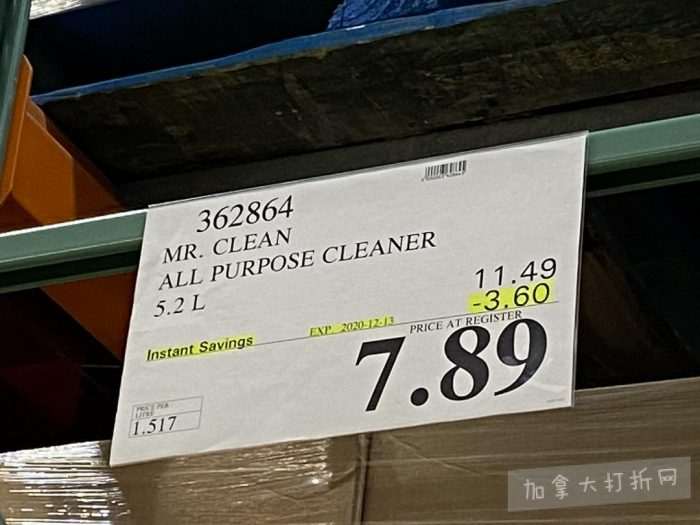 362864
MR. CLEAN
ALL PURPOSE CLEANER
5.2 L
11.49
-3.60
Instant Savings
EXP. 2020-12-13
PRICE AT REGISTER
7.89
PRICE PER
LITRE
1.517
加拿大打折网